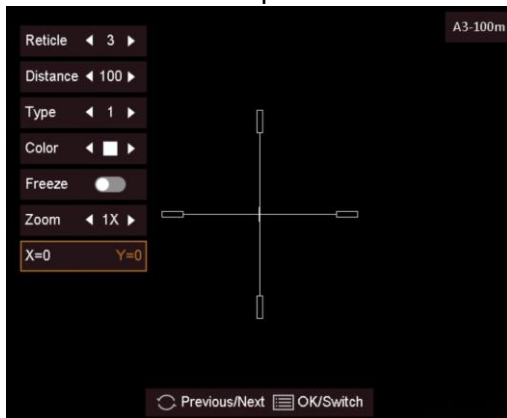 A3-100m
Reticle 3
Distance 100
Type 1
Color
Freeze
Zoom 1X
X=0 Y=0
Previous/Next OK/Switch